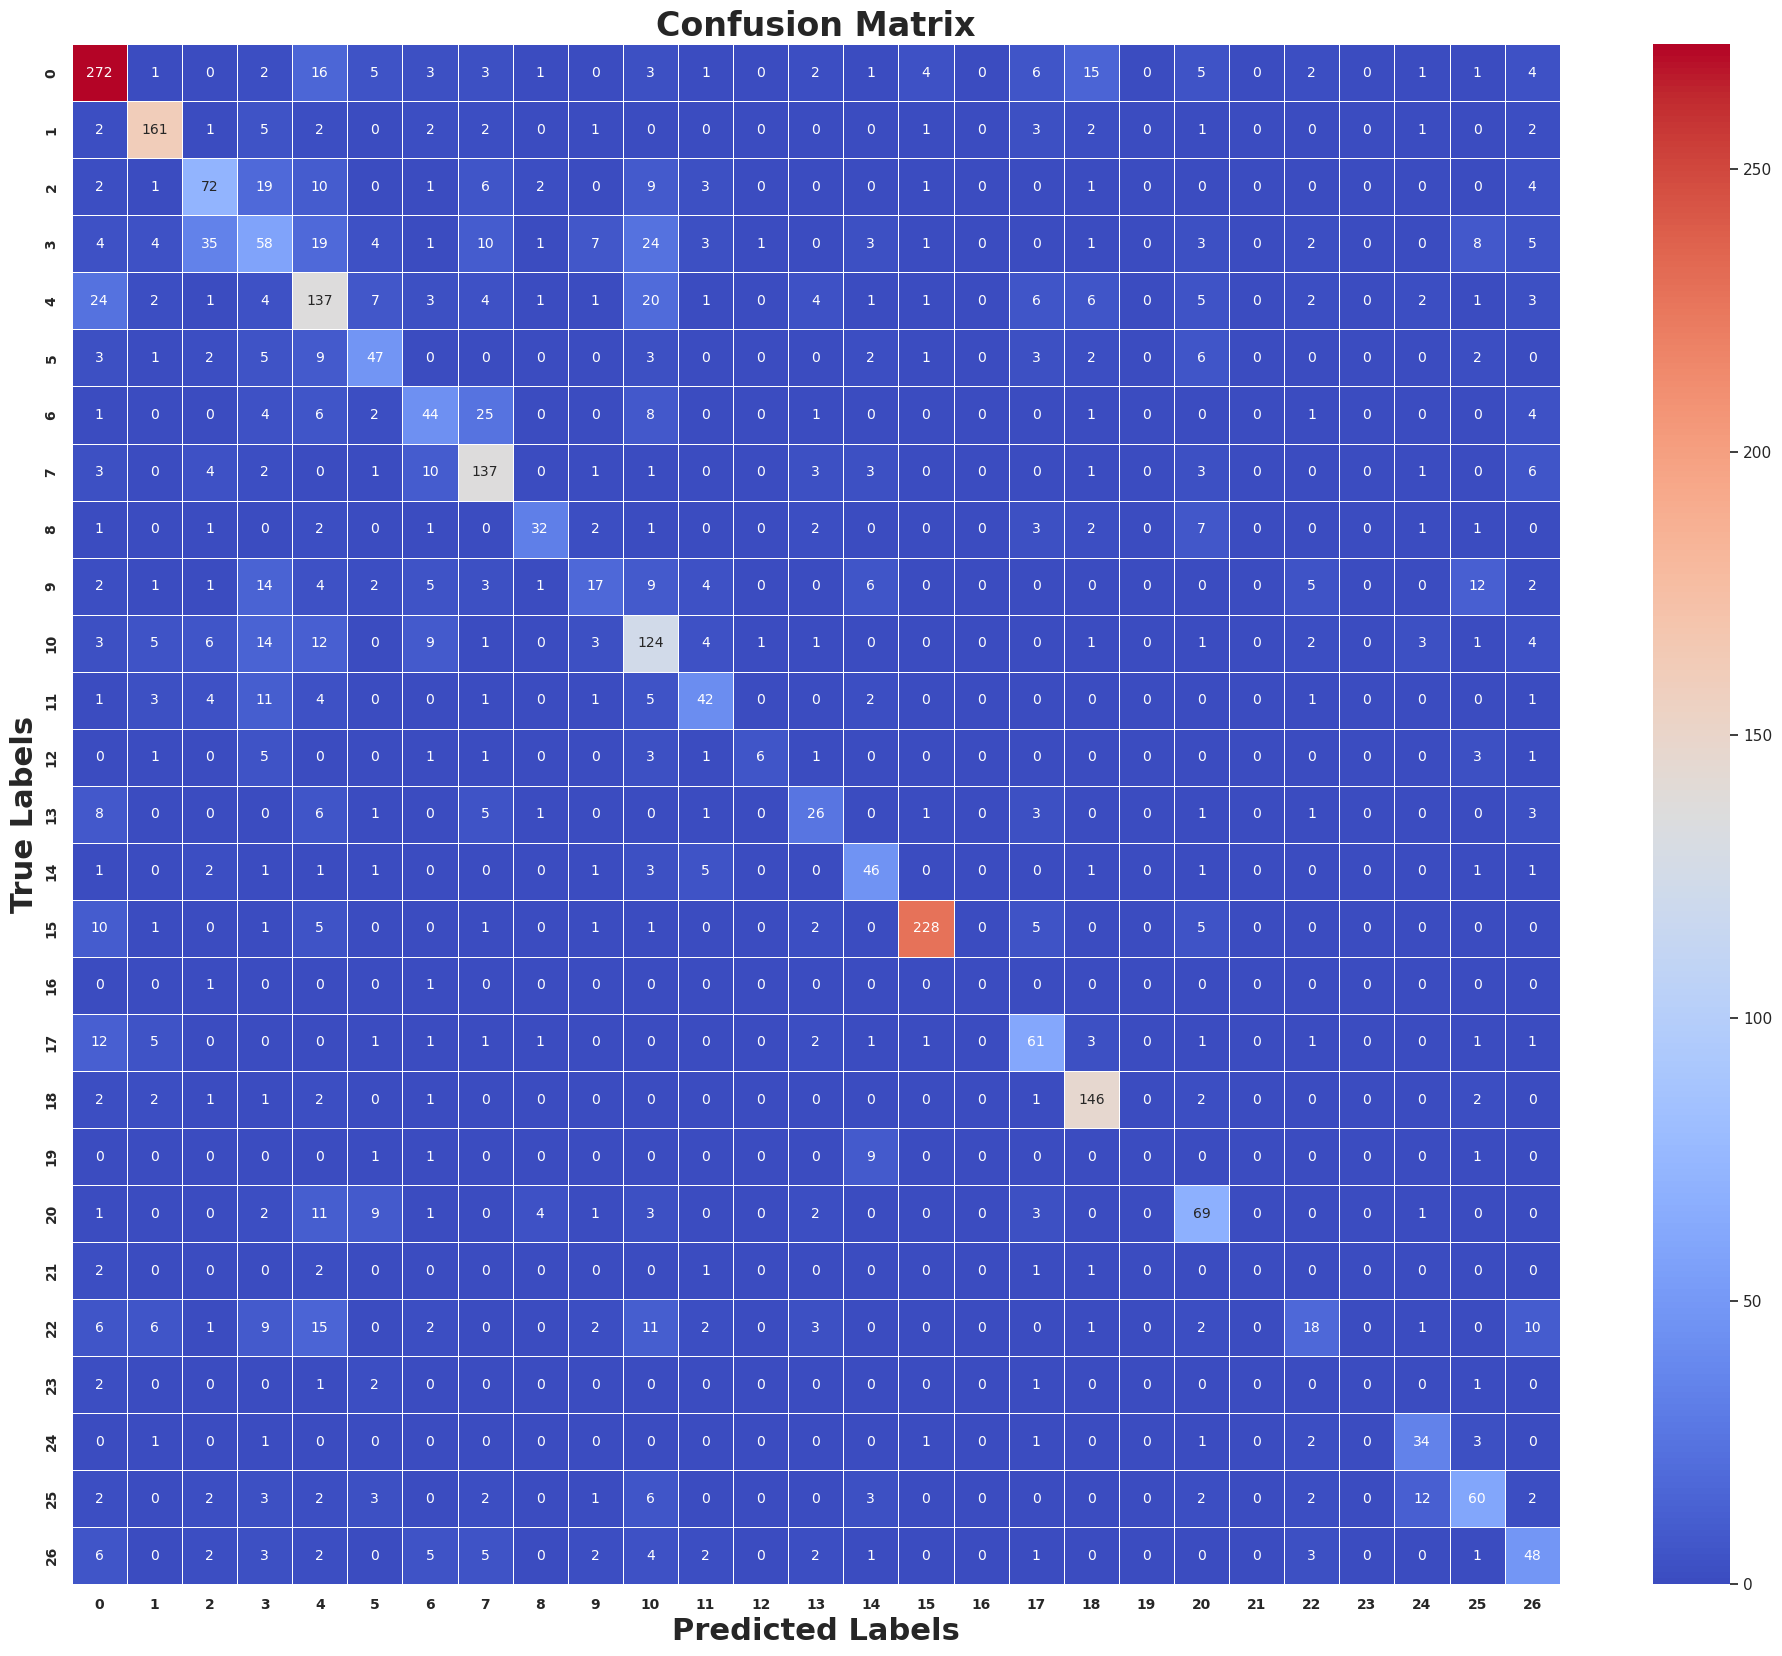 Confusion Matrix
0 272 1 0 2 16 5 3 3 1 0 3 1 0 2 1 4 0 6 15 0 5 0 2 0 1 1 4
1 2 161 1 5 2 0 2 2 0 1 0 0 0 0 0 1 0 3 2 0 1 0 0 0 1 0 2
2 2 1 72 19 10 0 1 6 2 0 9 3 0 0 0 1 0 0 1 0 0 0 0 0 0 0 4
3 4 4 35 58 19 4 1 10 1 7 24 3 1 0 3 1 0 0 1 0 3 0 2 0 0 8 5
4 24 2 1 4 137 7 3 4 1 1 20 1 0 4 1 1 0 6 6 0 5 0 2 0 2 1 3
5 3 1 2 5 9 47 0 0 0 0 3 0 0 0 2 1 0 3 2 0 6 0 0 0 0 2 0
6 1 0 0 4 6 2 44 25 0 0 8 0 0 1 0 0 0 0 1 0 0 0 1 0 0 0 4
7 3 0 4 2 0 1 10 137 0 1 1 0 0 3 3 0 0 0 1 0 3 0 0 0 1 0 6
8 1 0 1 0 2 0 1 0 32 2 1 0 0 2 0 0 0 3 2 0 7 0 0 0 1 1 0
9 2 1 1 14 4 2 5 3 1 17 9 4 0 0 6 0 0 0 0 0 0 0 5 0 0 12 2
10 3 5 6 14 12 0 9 1 0 3 124 4 1 1 0 0 0 0 1 0 1 0 2 0 3 1 4
11 1 3 4 11 4 0 0 1 0 1 5 42 0 0 2 0 0 0 0 0 0 0 1 0 0 0 1
12 0 1 0 5 0 0 1 1 0 0 3 1 6 1 0 0 0 0 0 0 0 0 0 0 0 3 1
13 8 0 0 0 6 1 0 5 1 0 0 1 0 26 0 1 0 3 0 0 1 0 1 0 0 0 3
14 1 0 2 1 1 1 0 0 0 1 3 5 0 0 46 0 0 0 1 0 1 0 0 0 0 1 1
15 10 1 0 1 5 0 0 1 0 1 1 0 0 2 0 228 0 5 0 0 5 0 0 0 0 0 0
16 0 0 1 0 0 0 1 0 0 0 0 0 0 0 0 0 0 0 0 0 0 0 0 0 0 0 0
17 12 5 0 0 0 1 1 1 1 0 0 0 0 2 1 1 0 61 3 0 1 0 1 0 0 1 1
18 2 2 1 1 2 0 1 0 0 0 0 0 0 0 0 0 0 1 146 0 2 0 0 0 0 2 0
19 0 0 0 0 0 1 1 0 0 0 0 0 0 0 9 0 0 0 0 0 0 0 0 0 0 1 0
20 1 0 0 2 11 9 1 0 4 1 3 0 0 2 0 0 0 3 0 0 69 0 0 0 1 0 0
21 2 0 0 0 2 0 0 0 0 0 0 1 0 0 0 0 0 1 1 0 0 0 0 0 0 0 0
22 6 6 1 9 15 0 2 0 0 2 11 2 0 3 0 0 0 0 1 0 2 0 18 0 1 0 10
23 2 0 0 0 1 2 0 0 0 0 0 0 0 0 0 0 0 1 0 0 0 0 0 0 0 1 0
24 0 1 0 1 0 0 0 0 0 0 0 0 0 0 0 1 0 1 0 0 1 0 2 0 34 3 0
25 2 0 2 3 2 3 0 2 0 1 6 0 0 0 3 0 0 0 0 0 2 0 2 0 12 60 2
26 6 0 2 3 2 0 5 5 0 2 4 2 0 2 1 0 0 1 0 0 0 0 3 0 0 1 48
0 1 2 3 4 5 6 7 8 9 10 11 12 13 14 15 16 17 18 19 20 21 22 23 24 25 26
Predicted Labels
True Labels
250
200
150
100
50
0